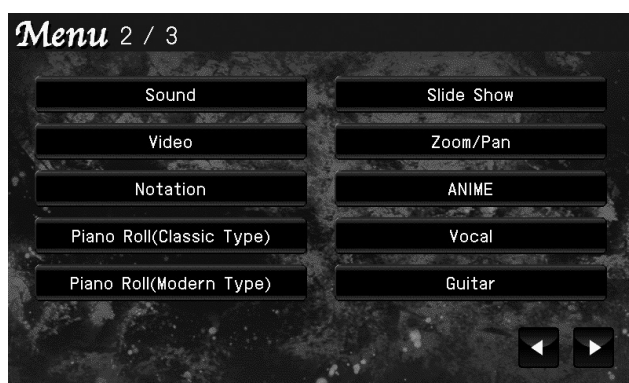 Menu 2 / 3
Sound
Slide Show
Video
Zoom/Pan
Notation
ANIME
Piano Roll(Classic Type)
Vocal
Piano Roll(Modern Type)
Guitar